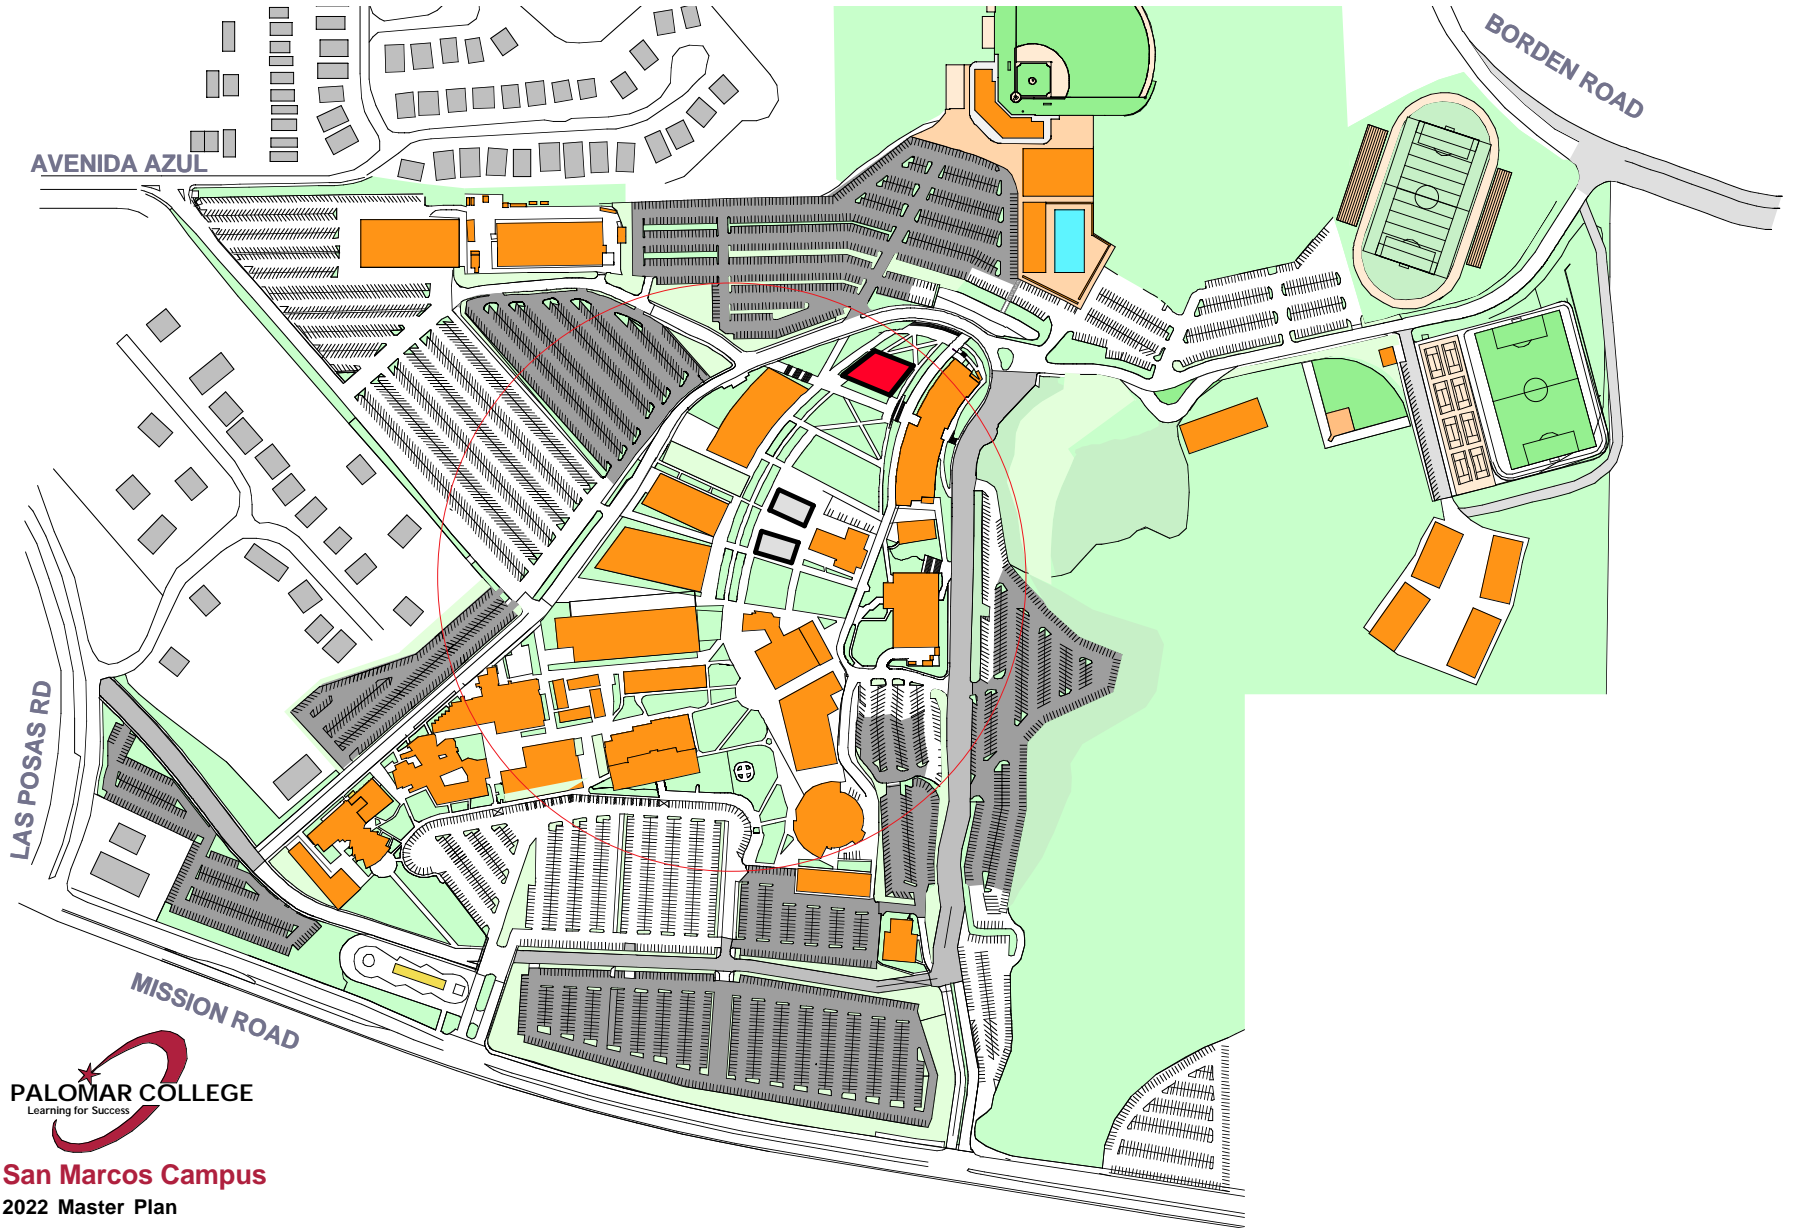 BORDEN ROAD
AVENIDA AZUL
LAS POSAS RD
MISSION ROAD
PALOMAR COLLEGE
Learning for Success
San Marcos Campus
2022 Master Plan